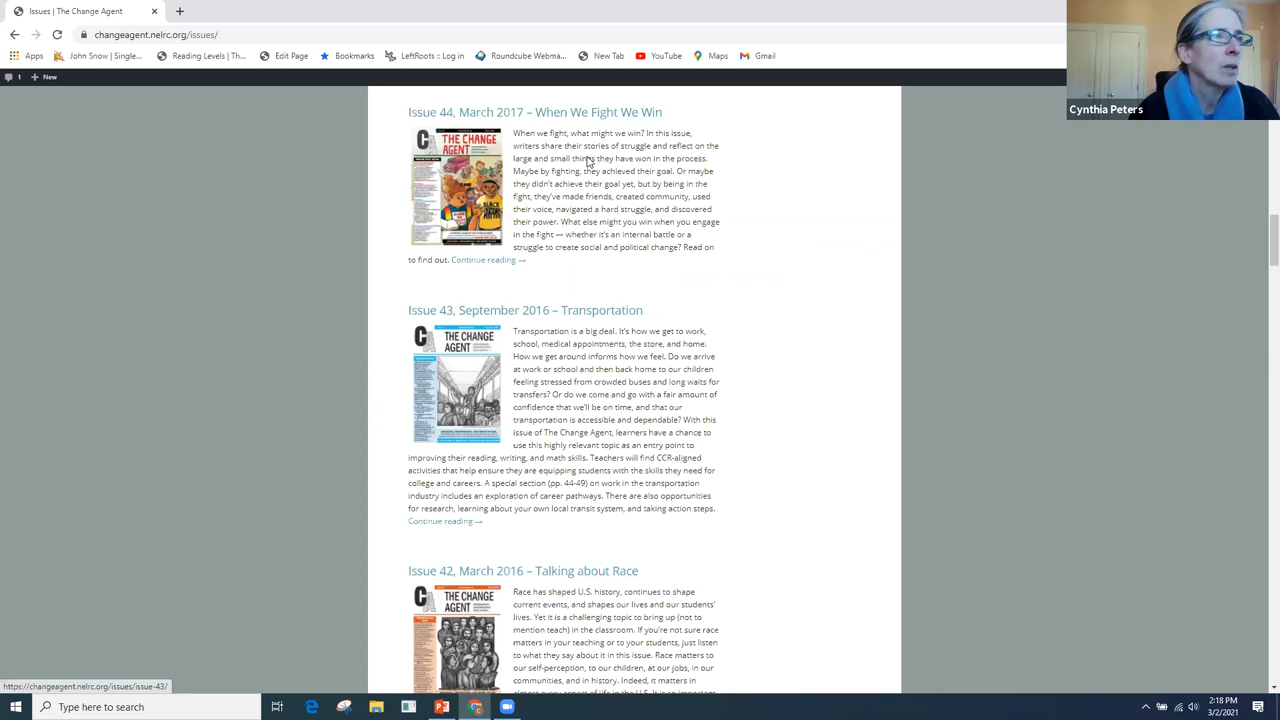 Issues | The Change Agent
changeagent.nelrc.org/issues/
Apps
John Snow | Single...
Reading Levels | Th...
Edit Page
Bookmarks
LeftRoots :: Log in
Roundcube Webma...
New Tab
YouTube
Maps
Gmail
1
New
Cynthia Peters
Issue 44, March 2017 – When We Fight We Win
THE CHANGE
AGENT
When we fight, what might we win? In this issue,
writers share their stories of struggle and reflect on the
large and small things they have won in the process.
Maybe by fighting, they achieved their goal. Or maybe
they didn't achieve their goal yet, but by being in the
fight, they've made friends, created community, used
their voice, navigated a hard struggle, and discovered
their power. What else might you win when you engage
in the fight — whether it's an internal battle or a
struggle to create social and political change? Read on
to find out. Continue reading →
Issue 43, September 2016 – Transportation
THE CHANGE
AGENT
Transportation is a big deal. It's how we get to work,
school, medical appointments, the store, and home.
How we get around informs how we feel. Do we arrive
at work or school and then back home to our children
feeling stressed from crowded buses and long waits for
transfers? Or do we come and go with a fair amount of
confidence that we'll be on time, and that our
transportation is accessible and dependable? With this
issue of The Change Agent, learners have a chance to
use this highly relevant topic as an entry point to
improving their reading, writing, and math skills. Teachers will find CCR-aligned
activities that help ensure they are equipping students with the skills they need for
college and careers. A special section (pp. 44-49) on work in the transportation
industry includes an exploration of career pathways. There are also opportunities
for research, learning about your own local transit system, and taking action steps.
Continue reading →
Issue 42, March 2016 – Talking about Race
THE CHANGE
AGENT
Race has shaped U.S. history, continues to shape
current events, and shapes our lives and our students'
lives. Yet it is a challenging topic to bring up (not to
mention teach) in the classroom. If you're not sure race
matters in your teaching or to your students, just listen
to what they say about it in this issue. Race matters to
our self-perception, to our children, at our jobs, in our
communities, and in history. Indeed, it matters in
https://changeagent.nelrc.org/issues/issue-43/
Type here to search
2:18 PM
3/2/2021